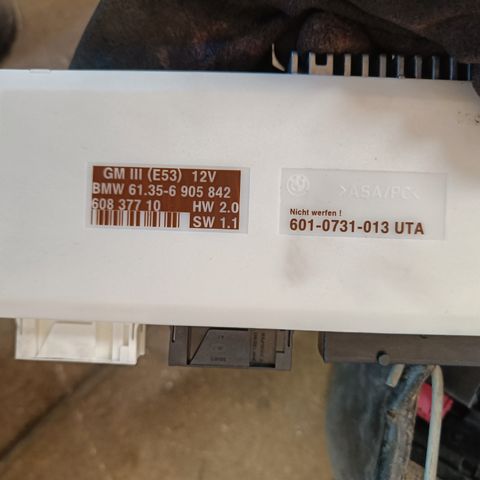 GM III (E53) 12V
BMW 61.35-6 905 842
608 377 10 HW 2.0
SW 1.1
>ASA/PC<
Nicht werfen !
601-0731-013 UTA